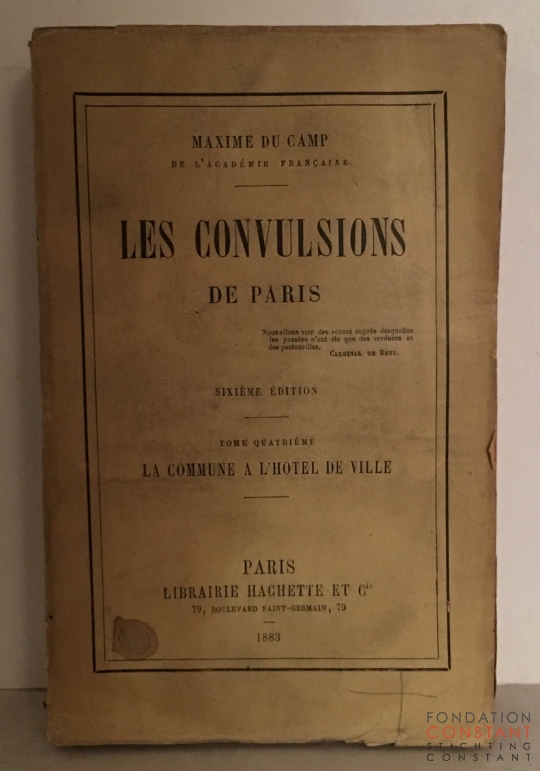 MAXIME DU CAMP
DE L'ACADÉMIE FRANÇAISE.
LES CONVULSIONS
DE PARIS
Nous allons voir des scènes auprès desquelles
les passées n'ont été que des verdures et
des pastourelles.
CARDINAL DE RETZ.
SIXIÈME ÉDITION
TOME QUATRIÈME
LA COMMUNE A L'HOTEL DE VILLE
PARIS
LIBRAIRIE HACHETTE ET Cie
79, BOULEVARD SAINT-GERMAIN, 79
1883
FONDATION
CONSTANT
STICHTING
CONSTANT